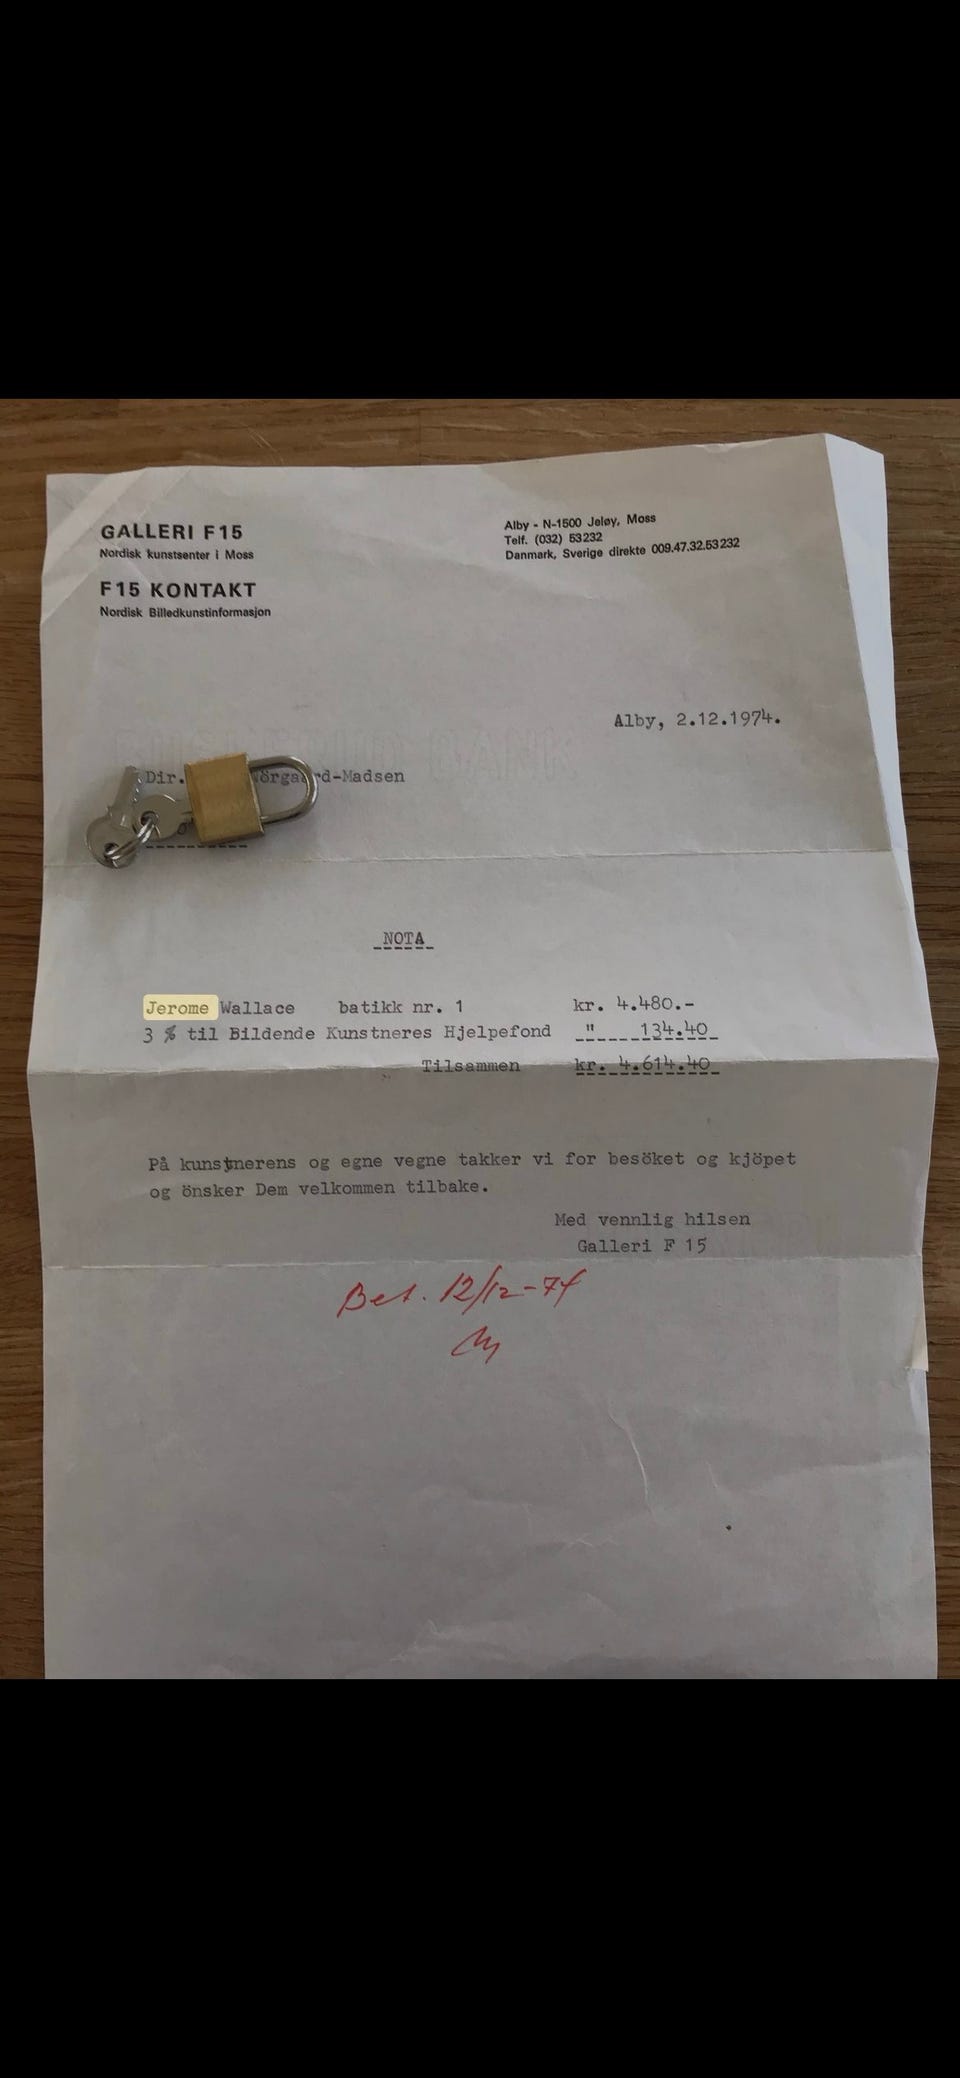 GALLERI F15
Nordisk kunstsenter i Moss
F15 KONTAKT
Nordisk Billedkunstinformasjon
Alby - N-1500 Jeløy, Moss
Telf. (032) 53232
Danmark, Sverige direkte 009.47.32.53232
Alby, 2.12.1974.
BANK
Dir. örgaard-Madsen
NOTA
Jerome Wallace batikk nr. 1 kr. 4.480.-
3 % til Bildende Kunstneres Hjelpefond " 134.40
Tilsammen kr. 4.614.40
På kunstnerens og egne vegne takker vi for besöket og kjöpet
og önsker Dem velkommen tilbake.
Med vennlig hilsen
Galleri F 15
Bet. 12/12-74